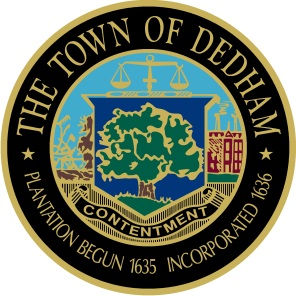 THE TOWN OF DEDHAM
CONTENTMENT
PLANTATION BEGUN 1635 INCORPORATED 1636